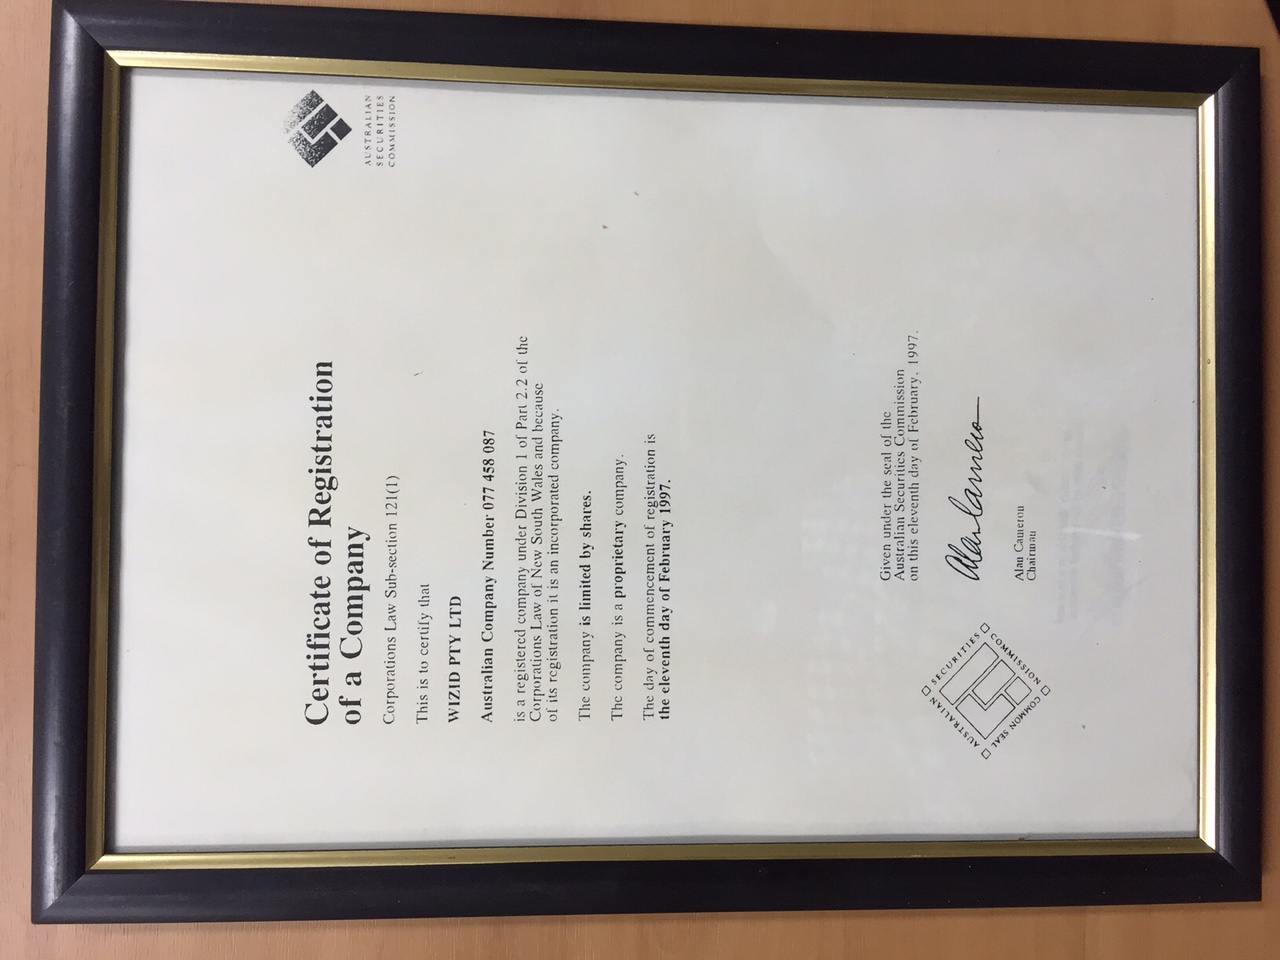 AUSTRALIAN
SECURITIES
COMMISSION
Certificate of Registration
of a Company
Corporations Law Sub-section 121(1)
This is to certify that
WIZID PTY LTD
Australian Company Number 077 458 087
is a registered company under Division 1 of Part 2.2 of the
Corporations Law of New South Wales and because
of its registration it is an incorporated company.
The company is limited by shares.
The company is a proprietary company.
The day of commencement of registration is
the eleventh day of February 1997.
Given under the seal of the
Australian Securities Commission
on this eleventh day of February, 1997.
Alan Cameron
Alan Cameron
Chairman
AUSTRALIAN SECURITIES COMMISSION COMMON SEAL